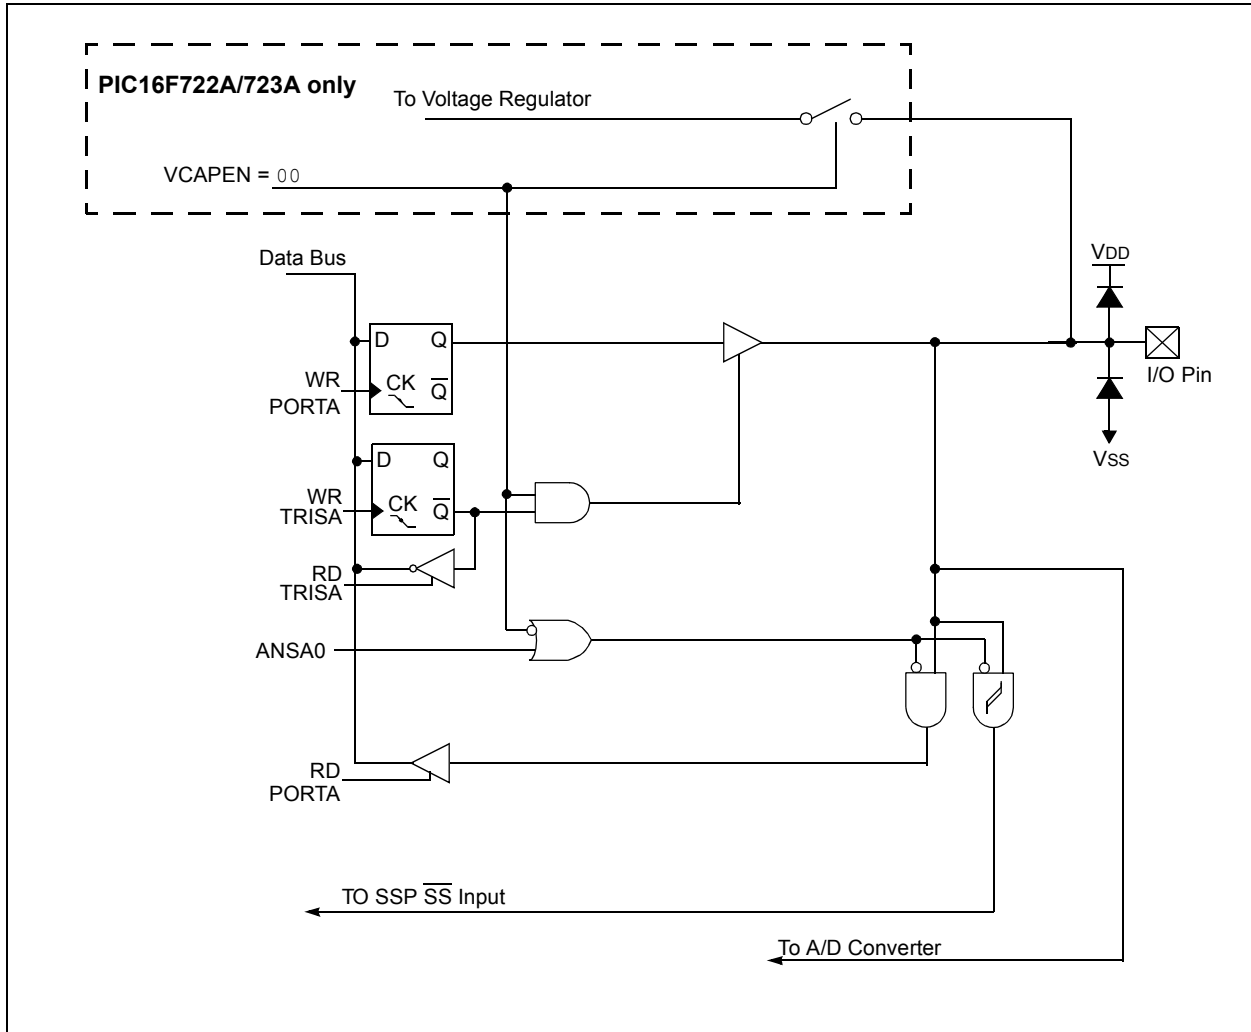 PIC16F722A/723A only
To Voltage Regulator
VCAPEN = 00
Data Bus
VDD
D Q
I/O Pin
WR
PORTA
CK Q̅
VSS
D Q
WR
TRISA
CK Q̅
RD
TRISA
ANSA0
RD
PORTA
TO SSP S̅S̅ Input
To A/D Converter